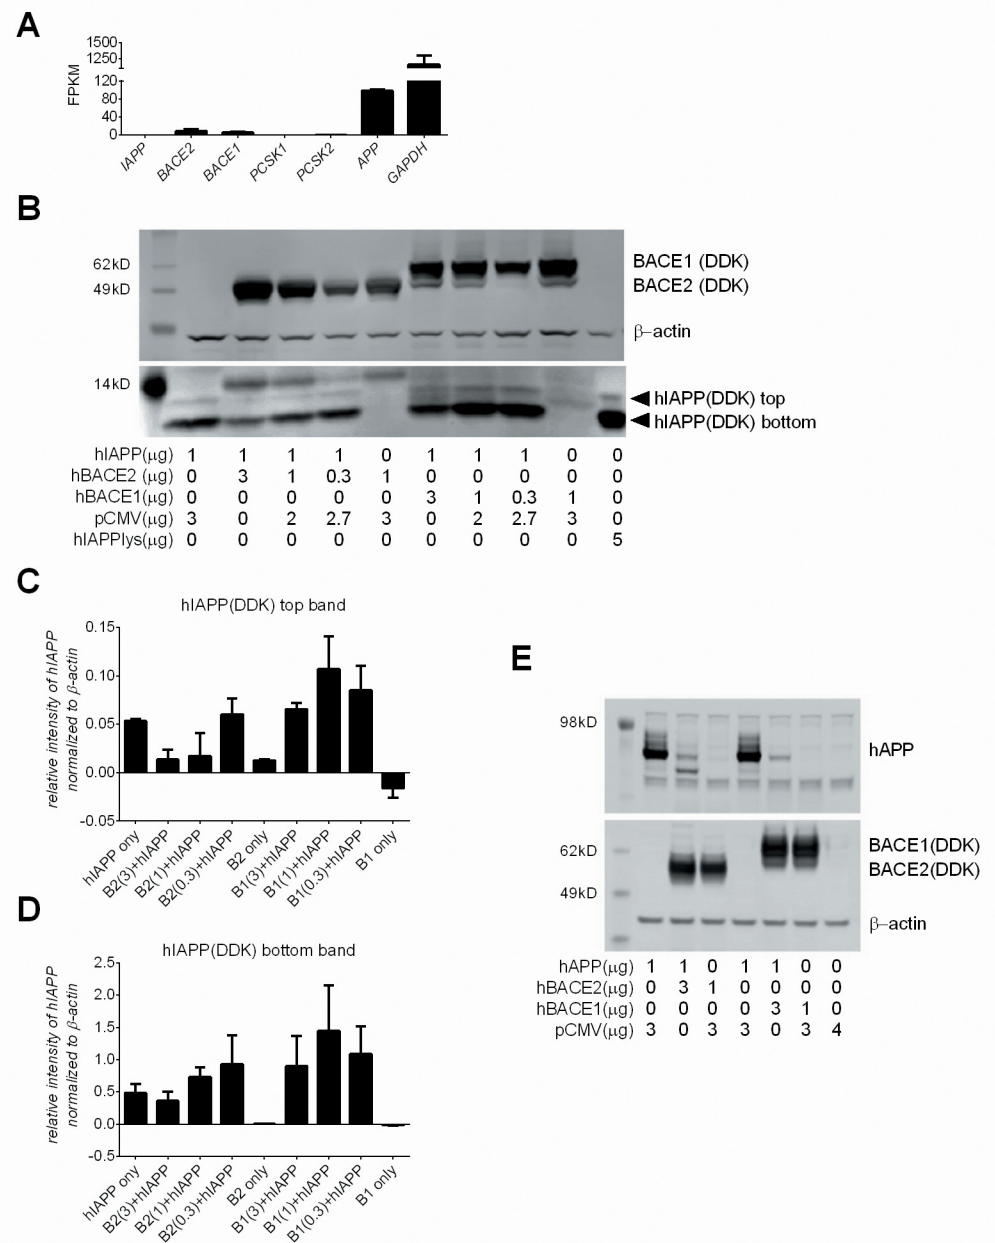 A
1500
1250
120
80
40
0
FPKM
IAPP BACE2 BACE1 PCSK1 PCSK2 APP GAPDH
B
62kD
49kD
14kD
BACE1 (DDK)
BACE2 (DDK)
β–actin
hIAPP(DDK) top
hIAPP(DDK) bottom
hIAPP(µg) 1 1 1 1 0 1 1 1 0 0
hBACE2 (µg) 0 3 1 0.3 1 0 0 0 0 0
hBACE1(µg) 0 0 0 0 0 3 1 0.3 1 0
pCMV(µg) 3 0 2 2.7 3 0 2 2.7 3 0
hIAPPlys(µg) 0 0 0 0 0 0 0 0 0 5
C
hIAPP(DDK) top band
relative intensity of hIAPP
normalized to β-actin
0.15
0.10
0.05
0.00
-0.05
hIAPP ony B2(3)+hIAPP B2(1)+hIAPP B2(0.3)+hIAPP B2 only B1(3)+hIAPP B1(1)+hIAPP B1(0.3)+hIAPP B1 only
D
hIAPP(DDK) bottom band
relative intensity of hIAPP
normalized to β-actin
2.5
2.0
1.5
1.0
0.5
0.0
-0.5
hIAPP ony B2(3)+hIAPP B2(1)+hIAPP B2(0.3)+hIAPP B2 only B1(3)+hIAPP B1(1)+hIAPP B1(0.3)+hIAPP B1 only
E
98kD
hAPP
62kD
49kD
BACE1(DDK)
BACE2(DDK)
β–actin
hAPP(µg) 1 1 0 1 1 0 0
hBACE2(µg) 0 3 1 0 0 0 0
hBACE1(µg) 0 0 0 0 3 1 0
pCMV(µg) 3 0 3 3 0 3 4